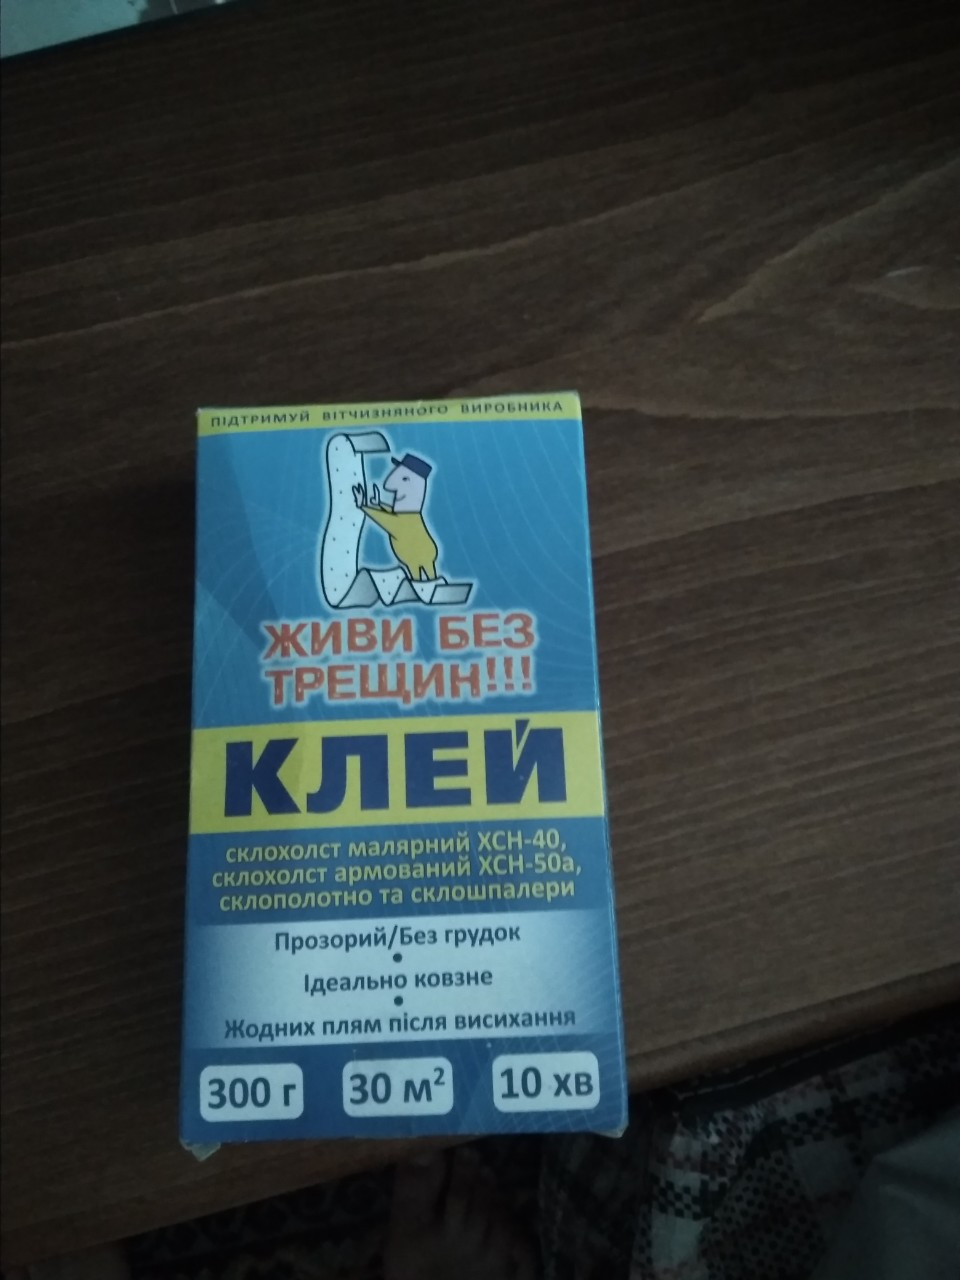 ПІДТРИМУЙ ВІТЧИЗНЯНОГО ВИРОБНИКА
ЖИВИ БЕЗ
ТРЕЩИН!!!
КЛЕЙ
склохолст малярний ХСН-40,
склохолст армований ХСН-50а,
склополотно та склошпалери
Прозорий/Без грудок
•
Ідеально ковзне
•
Жодних плям після висихання
300 г 30 м² 10 хв